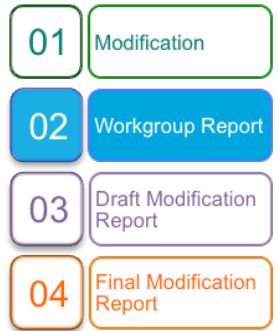 01
Modification
02
Workgroup Report
03
Draft Modification
Report
04
Final Modification
Report